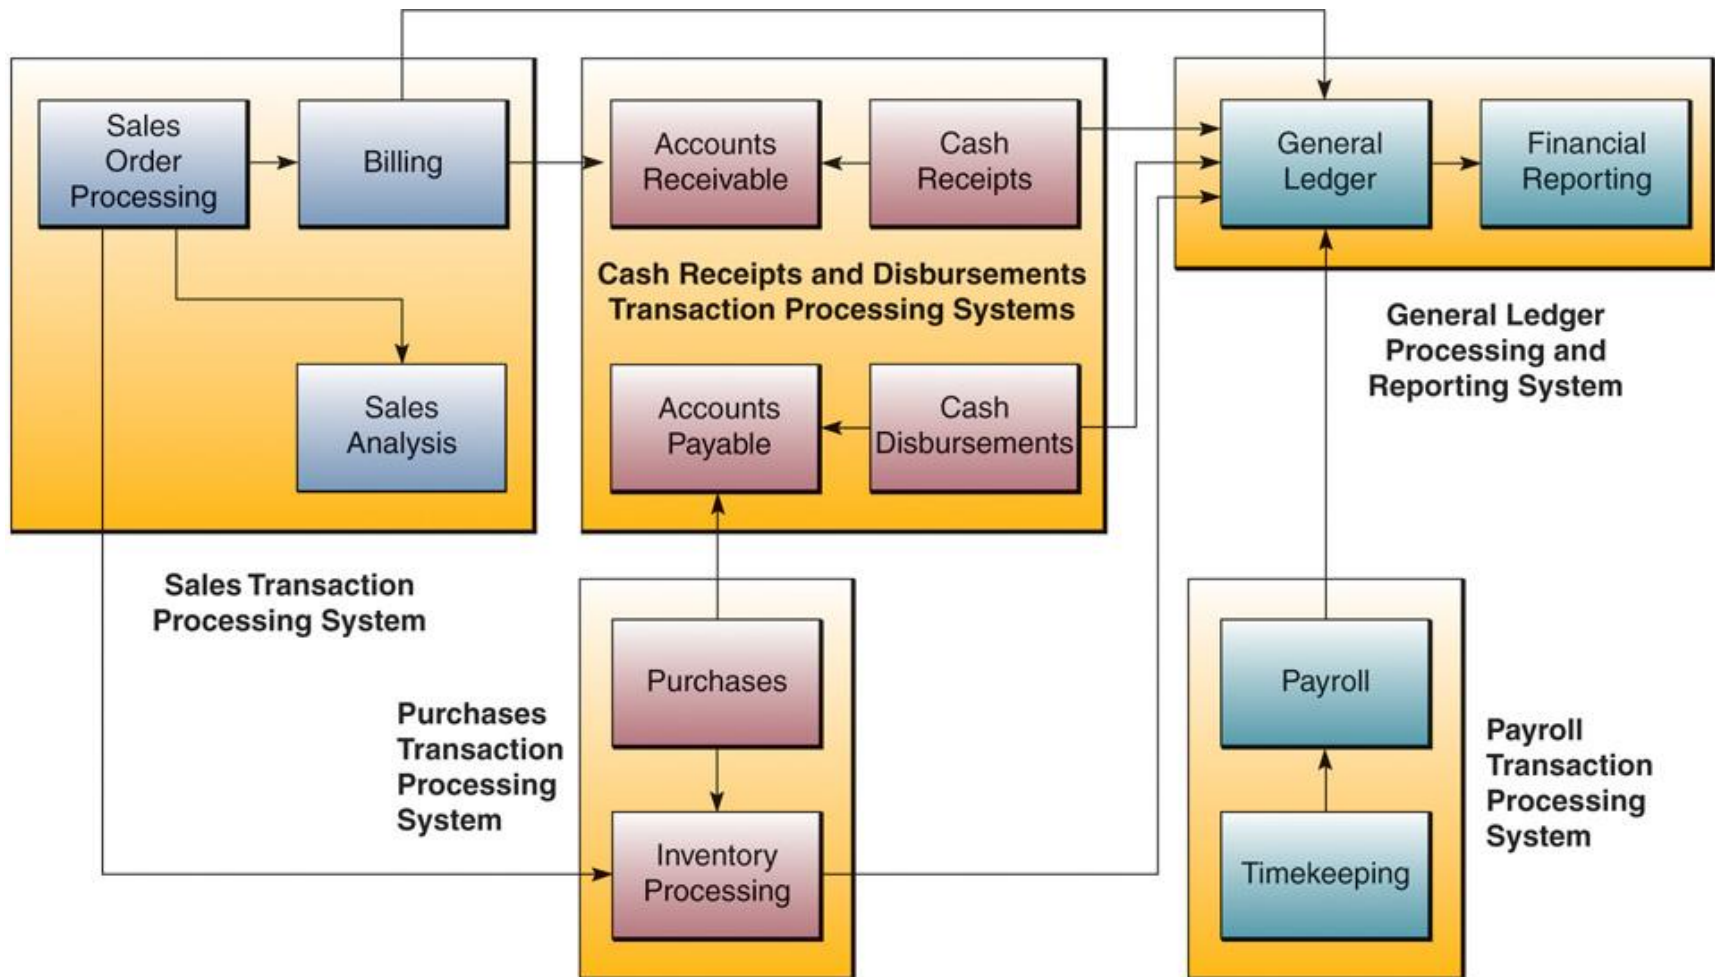 Sales
Order
Processing
Billing
Sales
Analysis
Sales Transaction
Processing System
Accounts
Receivable
Cash
Receipts
Cash Receipts and Disbursements
Transaction Processing Systems
Accounts
Payable
Cash
Disbursements
General
Ledger
Financial
Reporting
General Ledger
Processing and
Reporting System
Purchases
Inventory
Processing
Purchases
Transaction
Processing
System
Payroll
Timekeeping
Payroll
Transaction
Processing
System